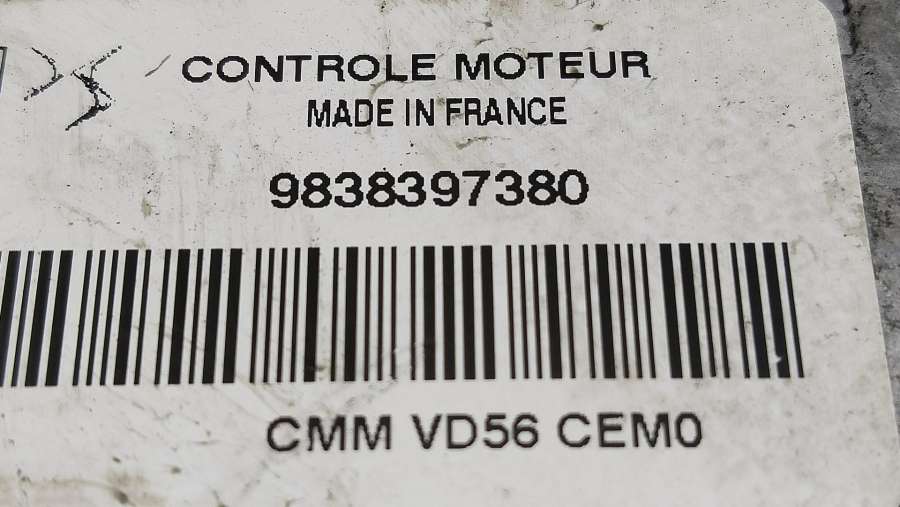 CONTROLE MOTEUR
MADE IN FRANCE
9838397380
CMM VD56 CEM0